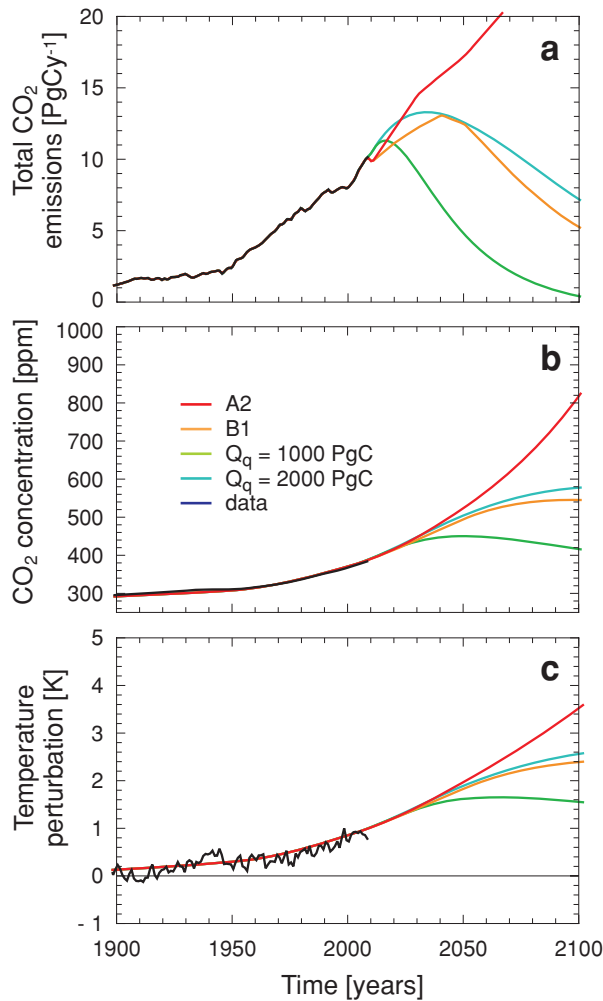 20
15
10
5
0
Total CO2
emissions [PgCy-1]
a
1000
900
800
700
600
500
400
300
CO2 concentration [ppm]
b
A2
B1
Qq = 1000 PgC
Qq = 2000 PgC
data
5
4
3
2
1
0
- 1
Temperature
perturbation [K]
c
1900 1950 2000 2050 2100
Time [years]